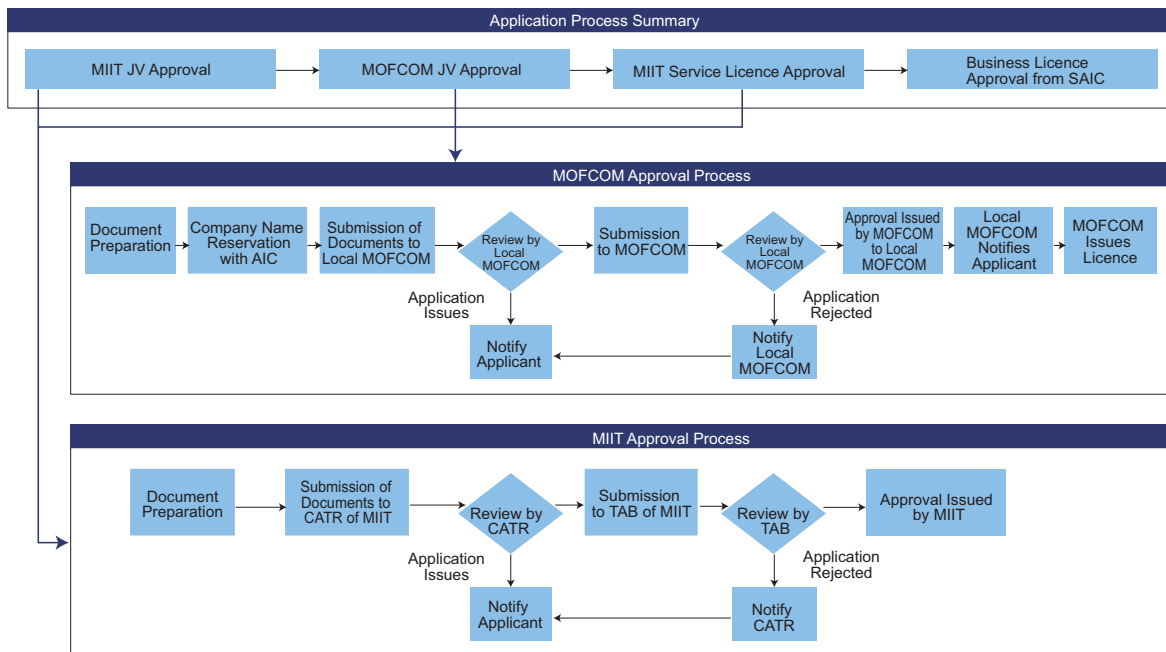 Application Process Summary
MIIT JV Approval
MOFCOM JV Approval
MIIT Service Licence Approval
Business Licence
Approval from SAIC
MOFCOM Approval Process
Document
Preparation
Company Name
Reservation
with AIC
Submission of
Documents to
Local MOFCOM
Review by
Local
MOFCOM
Submission
to MOFCOM
Review by
Local
MOFCOM
Approval Issued
by MOFCOM
to Local
MOFCOM
Local
MOFCOM
Notifies
Applicant
MOFCOM
Issues
Licence
Application
Issues
Application
Rejected
Notify
Applicant
Notify
Local
MOFCOM
MIIT Approval Process
Document
Preparation
Submission of
Documents to
CATR of MIIT
Review by
CATR
Submission
to TAB of MIIT
Review by
TAB
Approval Issued
by MIIT
Application
Issues
Application
Rejected
Notify
Applicant
Notify
CATR